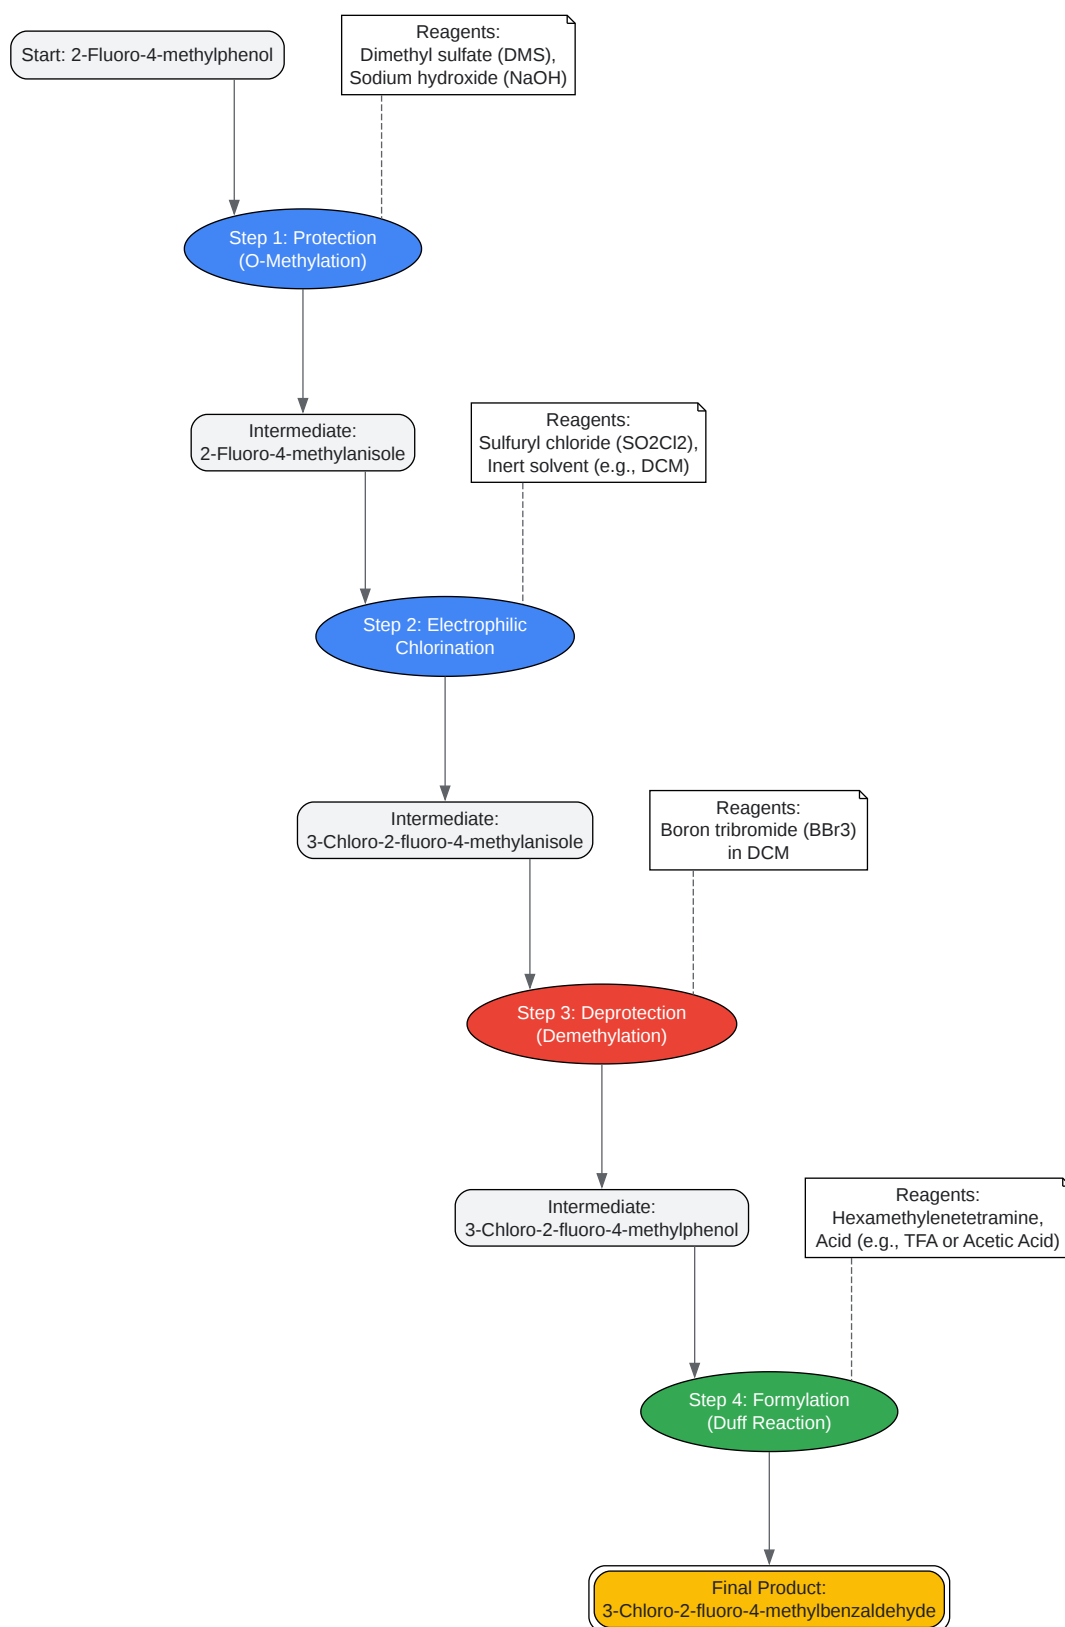 Start: 2-Fluoro-4-methylphenol
Reagents:
Dimethyl sulfate (DMS),
Sodium hydroxide (NaOH)
Step 1: Protection
(O-Methylation)
Intermediate:
2-Fluoro-4-methylanisole
Reagents:
Sulfuryl chloride (SO2Cl2),
Inert solvent (e.g., DCM)
Step 2: Electrophilic
Chlorination
Intermediate:
3-Chloro-2-fluoro-4-methylanisole
Reagents:
Boron tribromide (BBr3)
in DCM
Step 3: Deprotection
(Demethylation)
Intermediate:
3-Chloro-2-fluoro-4-methylphenol
Reagents:
Hexamethylenetetramine,
Acid (e.g., TFA or Acetic Acid)
Step 4: Formylation
(Duff Reaction)
Final Product:
3-Chloro-2-fluoro-4-methylbenzaldehyde